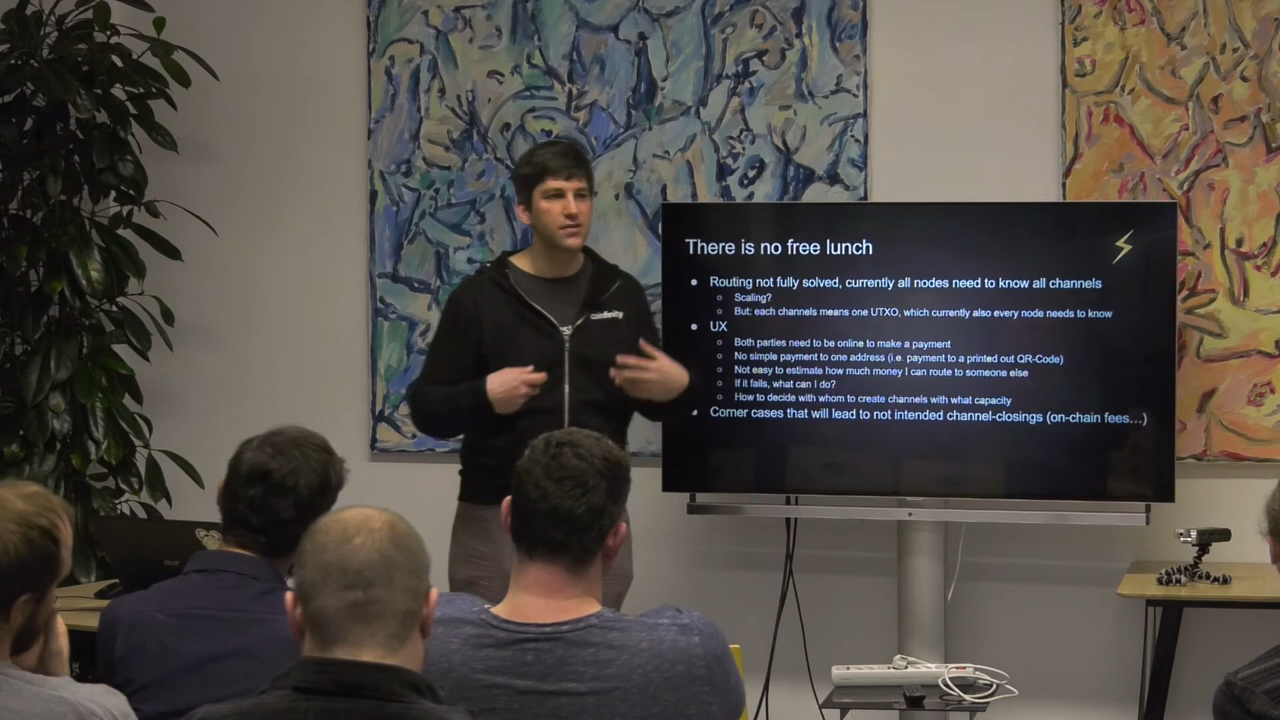 There is no free lunch
Routing not fully solved, currently all nodes need to know all channels
Scaling?
But: each channels means one UTXO, which currently also every node needs to know
UX
Both parties need to be online to make a payment
No simple payment to one address (i.e. payment to a printed out QR-Code)
Not easy to estimate how much money I can route to someone else
If it fails, what can I do?
How to decide with whom to create channels with what capacity
Corner cases that will lead to not intended channel-closings (on-chain fees...)
coinfinity